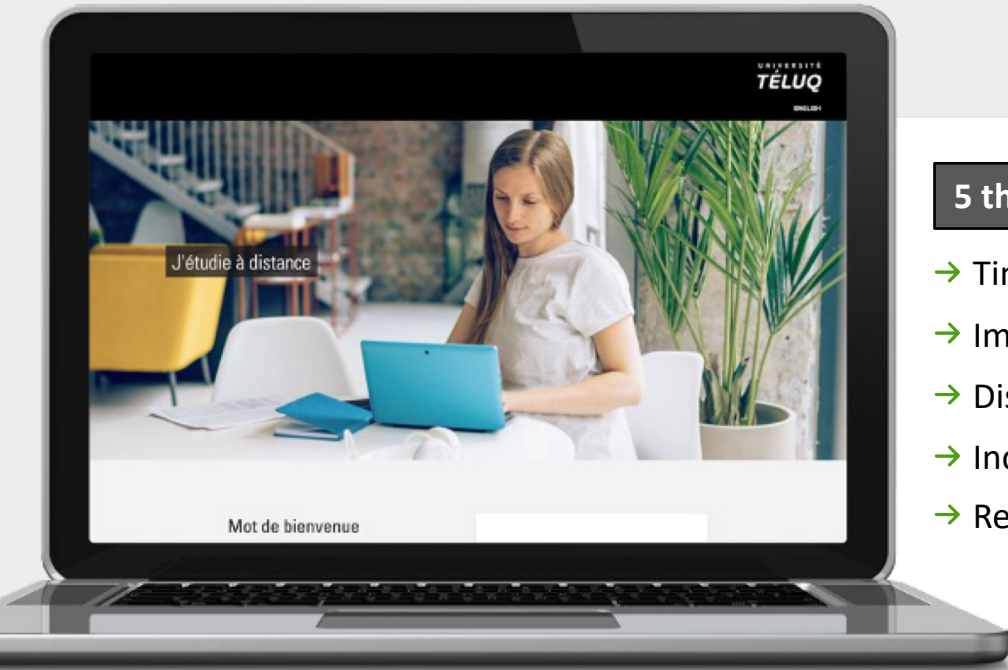 UNIVERSITÉ
TÉLUQ
ENGLISH
J'étudie à distance
Mot de bienvenue
5 th
→ Tir
→ Im
→ Dis
→ Inc
→ Re